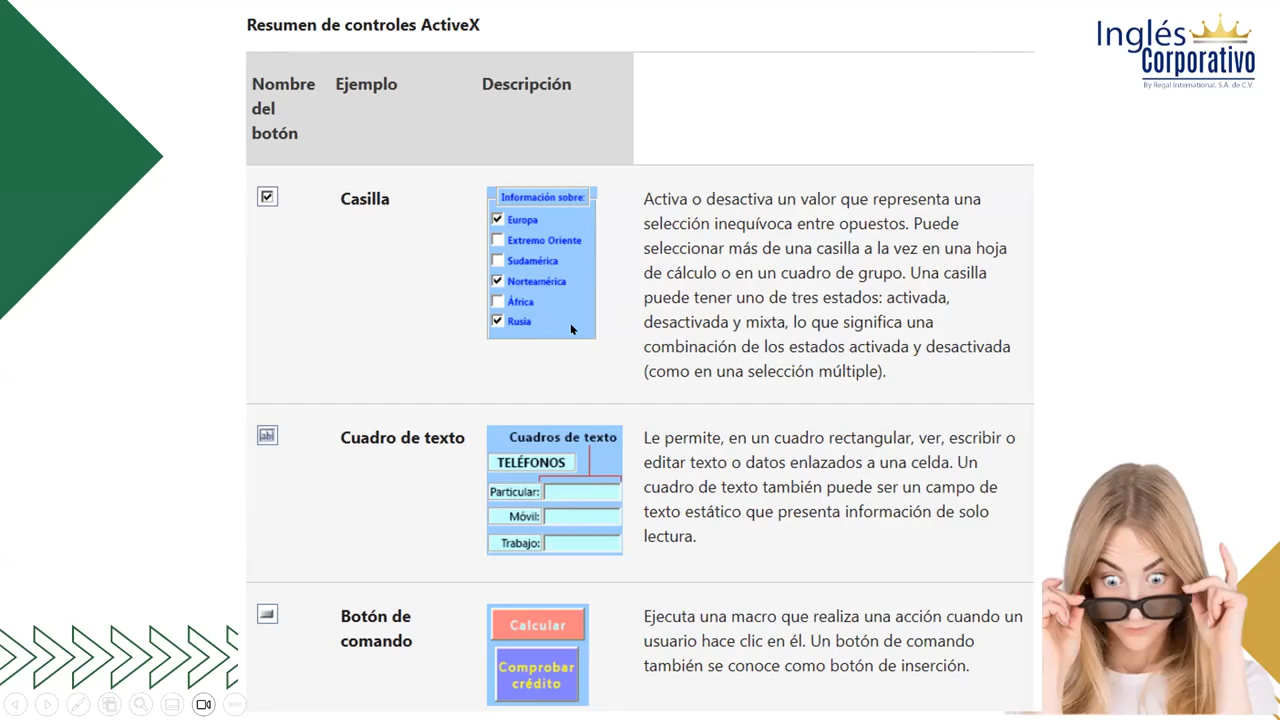 Resumen de controles ActiveX
Inglés
Corporativo
By Regal International, S.A. de C.V.
Nombre del botón
Ejemplo
Descripción
Casilla
Información sobre:
Europa
Extremo Oriente
Sudamérica
Norteamérica
África
Rusia
Activa o desactiva un valor que representa una
selección inequívoca entre opuestos. Puede
seleccionar más de una casilla a la vez en una hoja
de cálculo o en un cuadro de grupo. Una casilla
puede tener uno de tres estados: activada,
desactivada y mixta, lo que significa una
combinación de los estados activada y desactivada
(como en una selección múltiple).
ab
Cuadro de texto
Cuadros de texto
TELÉFONOS
Particular:
Móvil:
Trabajo:
Le permite, en un cuadro rectangular, ver, escribir o
editar texto o datos enlazados a una celda. Un
cuadro de texto también puede ser un campo de
texto estático que presenta información de solo
lectura.
Botón de
comando
Calcular
Comprobar
crédito
Ejecuta una macro que realiza una acción cuando un
usuario hace clic en él. Un botón de comando
también se conoce como botón de inserción.